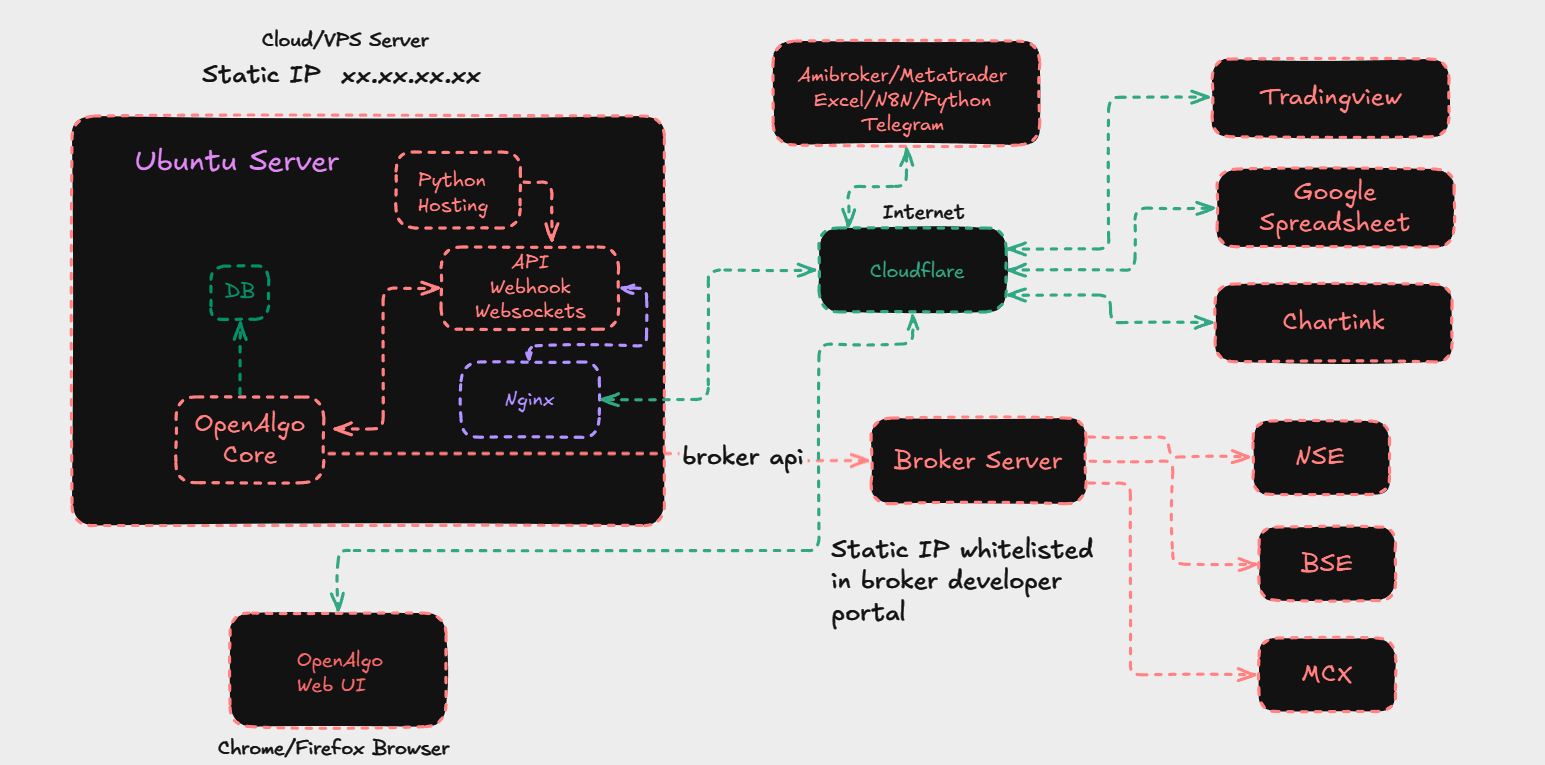 Cloud/VPS Server
Static IP xx.xx.xx.xx
Ubuntu Server
Python
Hosting
API
Webhook
Websockets
DB
Nginx
OpenAlgo
Core
Amibroker/Metatrader
Excel/N8N/Python
Telegram
Internet
Cloudflare
Tradingview
Google
Spreadsheet
Chartink
broker api
Broker Server
NSE
BSE
MCX
Static IP whitelisted
in broker developer
portal
OpenAlgo
Web UI
Chrome/Firefox Browser